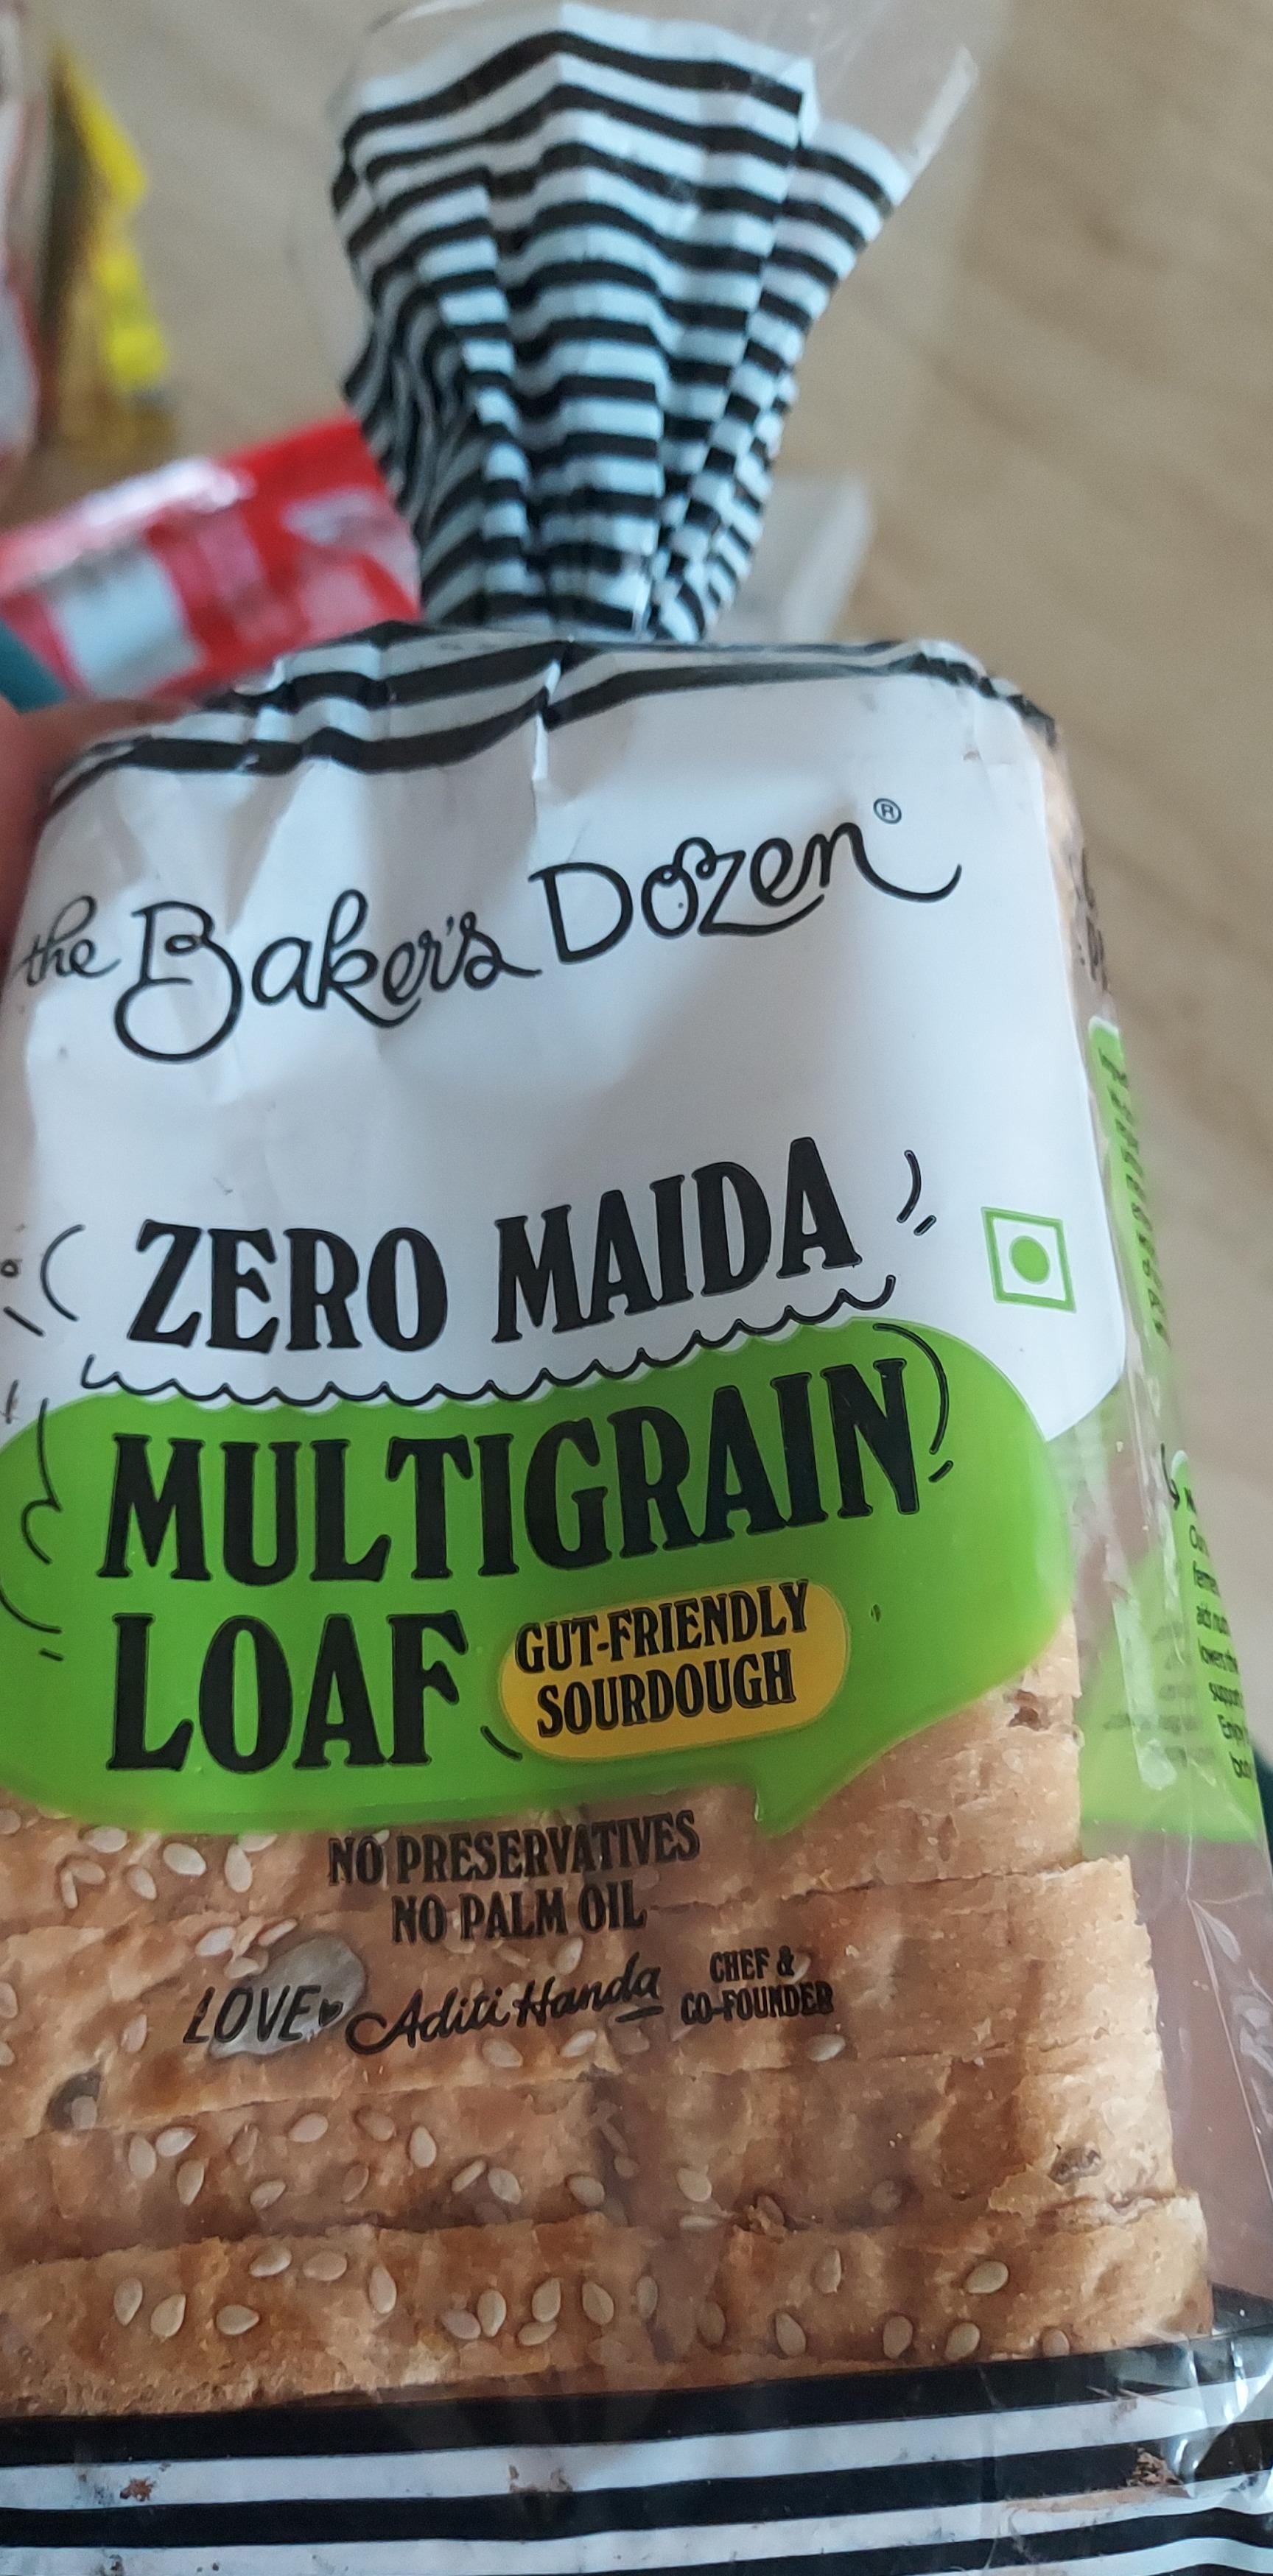 the Baker's Dozen®
ZERO MAIDA
MULTIGRAIN
LOAF
GUT-FRIENDLY
SOURDOUGH
NO PRESERVATIVES
NO PALM OIL
LOVE Aditi Handa
CHEF &
CO-FOUNDER